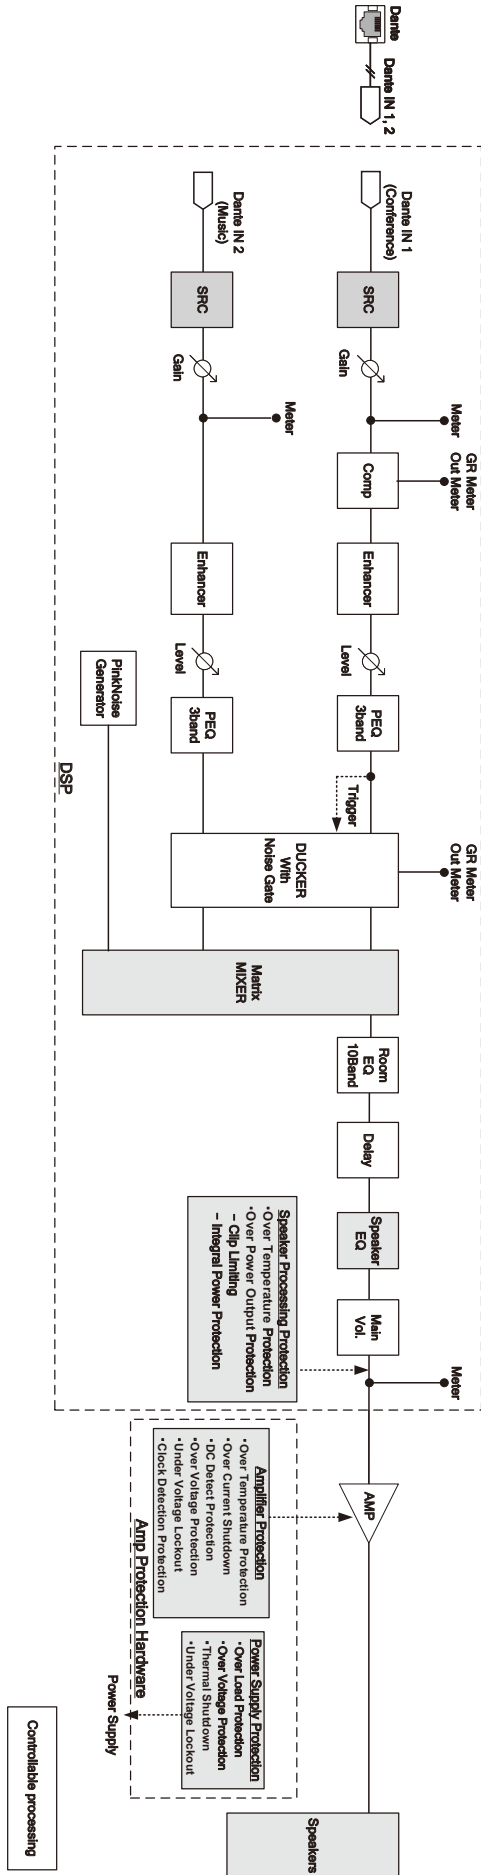 Dante
Dante IN 1, 2
Dante IN 1
(Conference)
SRC
Gain
Meter
Comp
GR Meter
Out Meter
Enhancer
Level
PEQ
3band
Trigger
Dante IN 2
(Music)
SRC
Gain
Meter
Enhancer
Level
PEQ
3band
PinkNoise
Generator
DUCKER
With
Noise Gate
GR Meter
Out Meter
Matrix
MIXER
Room
EQ
10Band
Delay
Speaker
EQ
Main
Vol.
Meter
Speaker Processing Protection
•Over Temperature Protection
•Over Power Output Protection
– Clip Limiting
– Integral Power Protection
DSP
AMP
Amplifier Protection
•Over Temperature Protection
•Over Current Shutdown
•DC Detect Protection
•Over Voltage Protection
•Under Voltage Lockout
•Clock Detection Protection
Power Supply Protection
•Over Load Protection
•Over Voltage Protection
•Thermal Shutdown
•Under Voltage Lockout
Amp Protection Hardware
Power Supply
Speakers
Controllable processing